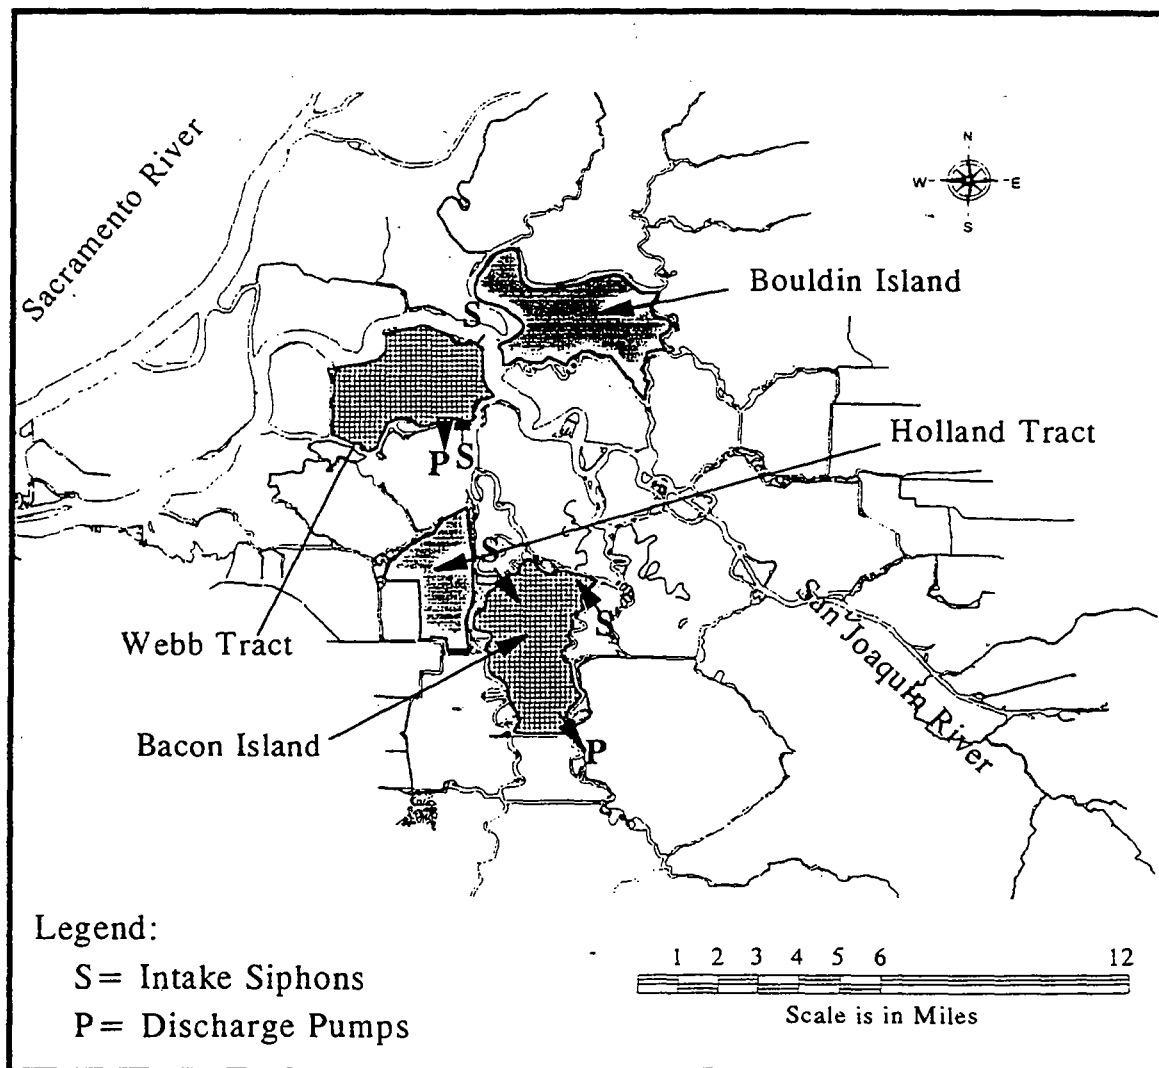 Sacramento River
N
W
E
S
Bouldin Island
S
Holland Tract
P
S
S
S
Webb Tract
San Joaquin River
Bacon Island
P
Legend:
S= Intake Siphons
P= Discharge Pumps
1 2 3 4 5 6 12
Scale is in Miles